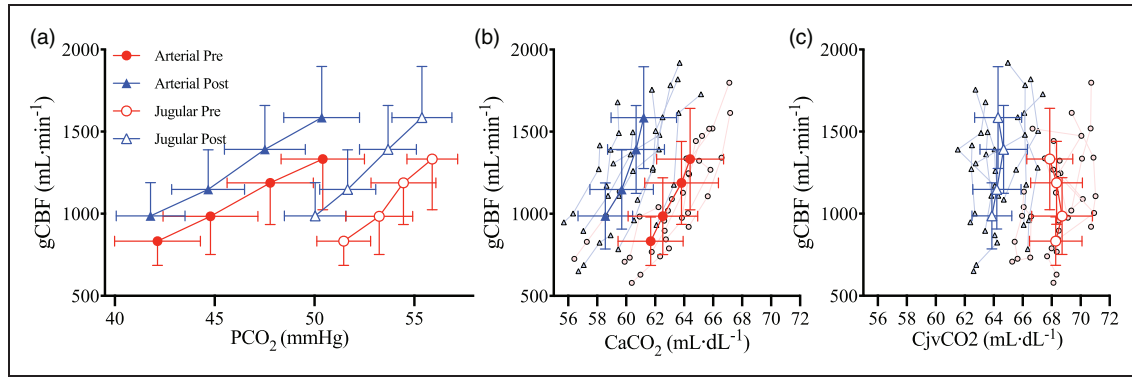 (a)
Arterial Pre
Arterial Post
Jugular Pre
Jugular Post
gCBF (mL·min⁻¹)
2000
1500
1000
500
40
45
50
55
PCO₂ (mmHg)
(b)
gCBF (mL·min⁻¹)
2000
1500
1000
500
56 58 60 62 64 66 68 70 72
CaCO₂ (mL·dL⁻¹)
(c)
gCBF (mL·min⁻¹)
2000
1500
1000
500
56 58 60 62 64 66 68 70 72
CjvCO2 (mL·dL⁻¹)